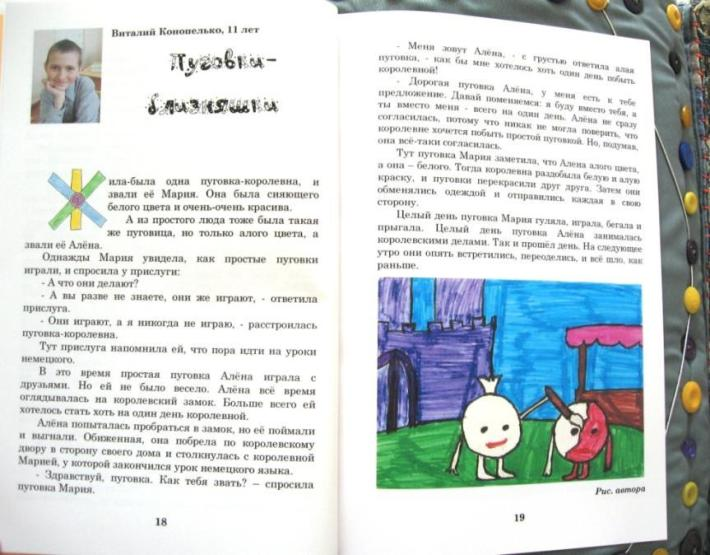 Виталий Конопелько, 11 лет
Пуговки-
близняшки
Жила-была одна пуговка-королевна, и
звали её Мария. Она была сияющего
белого цвета и очень-очень красива.
А из простого люда тоже была такая
же пуговица, но только алого цвета, а
звали её Алёна.
Однажды Мария увидела, как простые пуговки
играли, и спросила у прислуги:
- А что они делают?
- А вы разве не знаете, они же играют, - ответила
прислуга.
- Они играют, а я никогда не играю, - расстроилась
пуговка-королевна.
Тут прислуга напомнила ей, что пора идти на уроки
немецкого.
В это время простая пуговка Алёна играла с
друзьями. Но ей не было весело. Алёна всё время
оглядывалась на королевский замок. Больше всего ей
хотелось стать хоть на один день королевной.
Алёна попыталась пробраться в замок, но её поймали
и выгнали. Обиженная, она побрела по королевскому
двору в сторону своего дома и столкнулась с королевной
Марией, у которой закончился урок немецкого языка.
- Здравствуй, пуговка. Как тебя звать? – спросила
пуговка Мария.
18
- Меня зовут Алёна, - с грустью ответила алая
пуговка, - как бы мне хотелось хоть один день побыть
королевной!
- Дорогая пуговка Алёна, у меня есть к тебе
предложение. Давай поменяемся: я буду вместо тебя, а
ты вместо меня - всего на один день. Алёна не сразу
согласилась, потому что никак не могла поверить, что
королевне хочется побыть простой пуговкой. Но, подумав,
она всё-таки согласилась.
Тут пуговка Мария заметила, что Алёна алого цвета,
а она – белого. Тогда королевна раздобыла белую и алую
краску, и пуговки перекрасили друг друга. Затем они
обменялись одеждой и отправились каждая в свою
сторону.
Целый день пуговка Мария гуляла, играла, бегала и
прыгала. Целый день пуговка Алёна занималась
королевскими делами. Так и прошёл день. На следующее
утро они опять встретились, переоделись, и всё шло, как
раньше.
Рис. автора
19